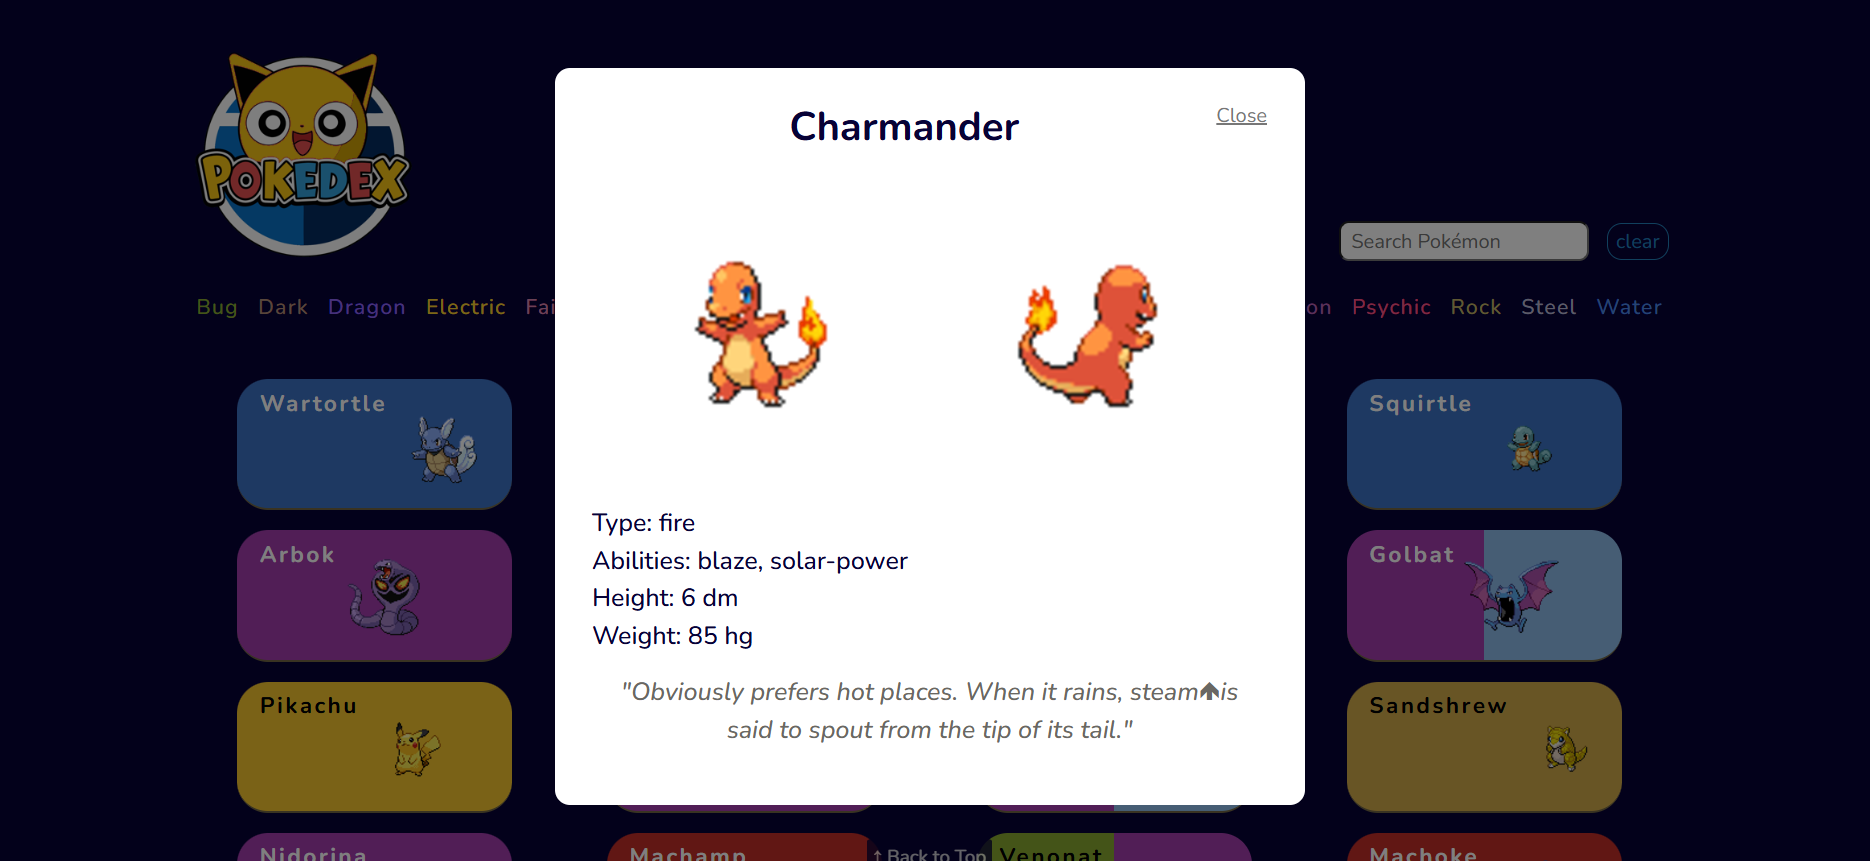 POKEDEX
Charmander
Close
Search Pokémon
clear
Bug Dark Dragon Electric Psychic Rock Steel Water
Wartortle
Squirtle
Arbok
Golbat
Pikachu
Sandshrew
Type: fire
Abilities: blaze, solar-power
Height: 6 dm
Weight: 85 hg
"Obviously prefers hot places. When it rains, steam🡅is
said to spout from the tip of its tail."
Nidorina
Machamp
↑ Back to Top
Venonat
Machoke